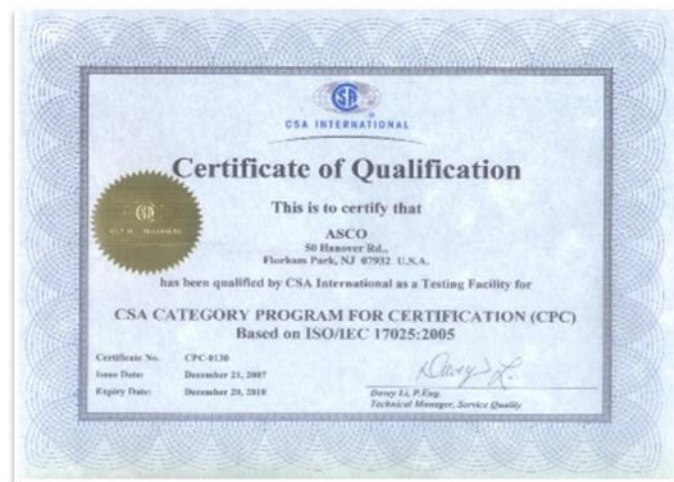 CSA INTERNATIONAL
Certificate of Qualification
This is to certify that
ASCO
50 Hanover Rd.,
Florham Park, NJ 07932 U.S.A.
has been qualified by CSA International as a Testing Facility for
CSA CATEGORY PROGRAM FOR CERTIFICATION (CPC)
Based on ISO/IEC 17025:2005
Certificate No. CPC-0130
Issue Date: December 21, 2007
Expiry Date: December 20, 2010
Davey Li, P.Eng.
Technical Manager, Service Quality